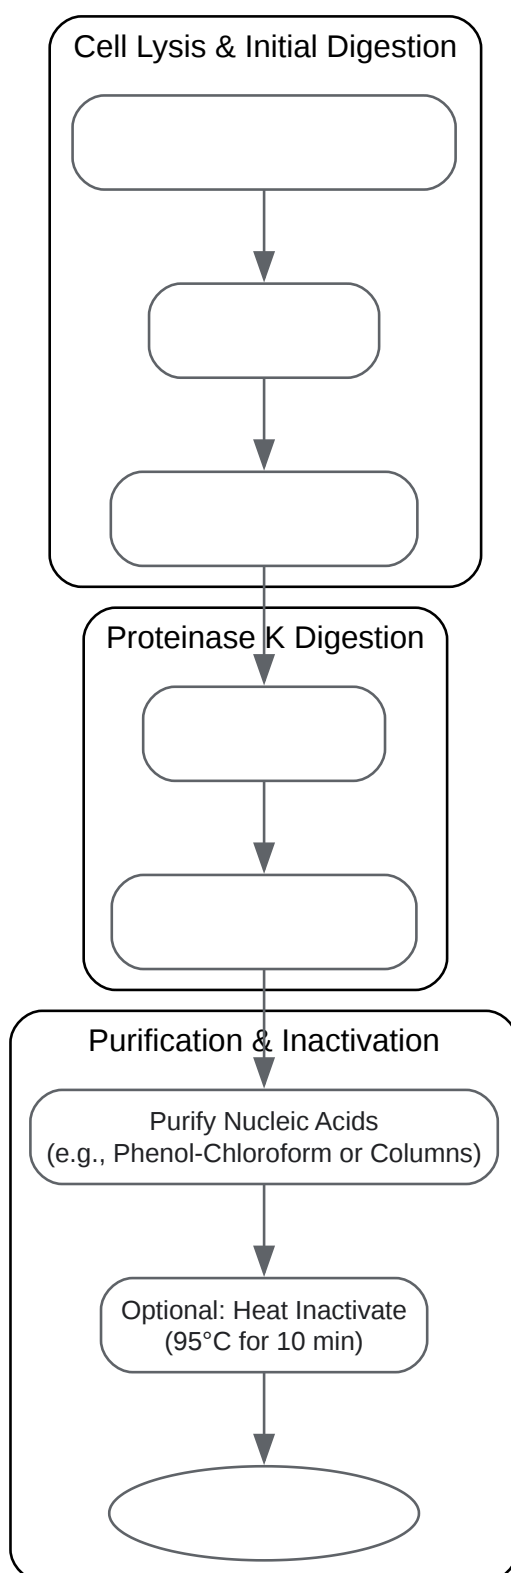 Cell Lysis & Initial Digestion
Proteinase K Digestion
Purification & Inactivation
Purify Nucleic Acids
(e.g., Phenol-Chloroform or Columns)
Optional: Heat Inactivate
(95°C for 10 min)